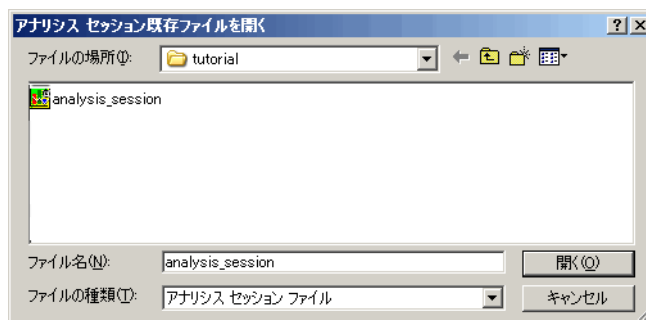 アナリシス セッション既存ファイルを開く
ファイルの場所(I):
tutorial
analysis_session
ファイル名(N):
analysis_session
開く(O)
ファイルの種類(T):
アナリシス セッション ファイル
キャンセル